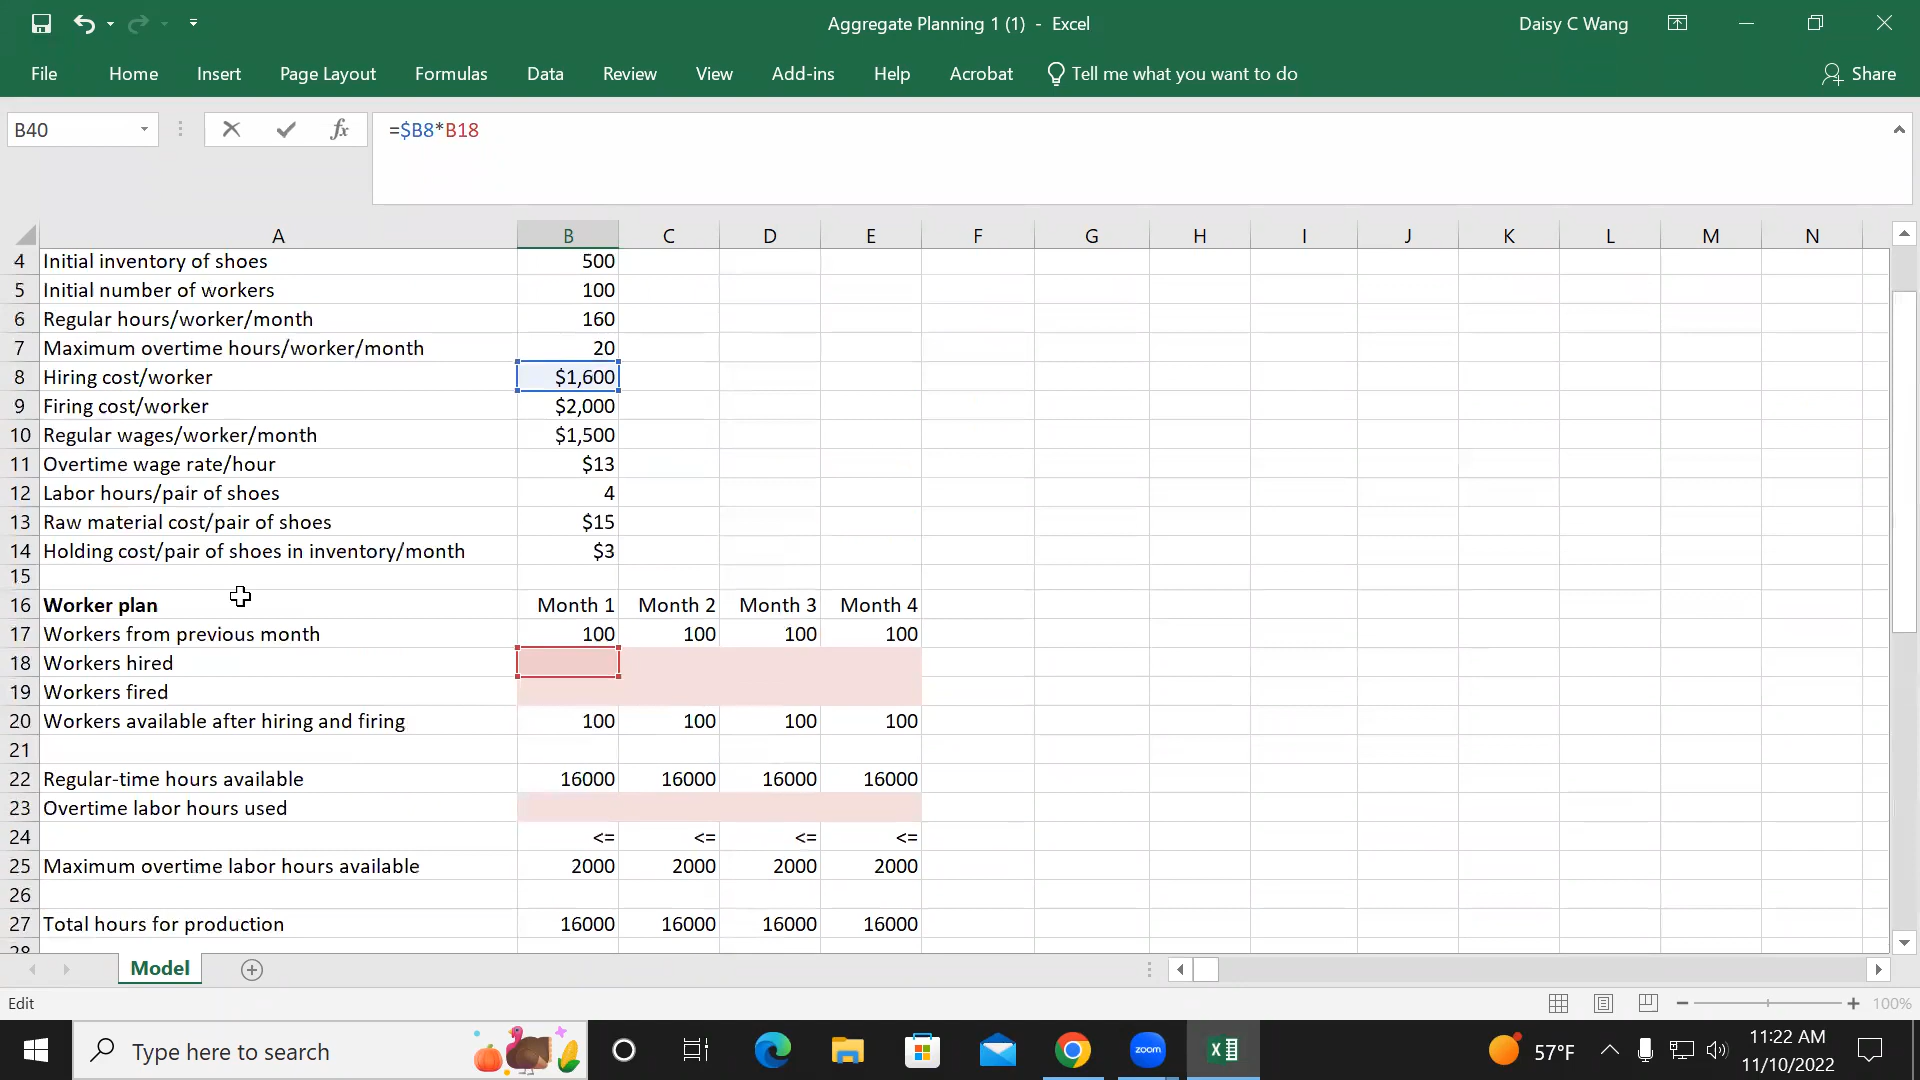 Aggregate Planning 1 (1) - Excel
Daisy C Wang
File Home Insert Page Layout Formulas Data Review View Add-ins Help Acrobat Tell me what you want to do Share
B40 fx =$B8*B18
A B C D E F G H I J K L M N
4 Initial inventory of shoes 500
5 Initial number of workers 100
6 Regular hours/worker/month 160
7 Maximum overtime hours/worker/month 20
8 Hiring cost/worker $1,600
9 Firing cost/worker $2,000
10 Regular wages/worker/month $1,500
11 Overtime wage rate/hour $13
12 Labor hours/pair of shoes 4
13 Raw material cost/pair of shoes $15
14 Holding cost/pair of shoes in inventory/month $3
15
16 Worker plan Month 1 Month 2 Month 3 Month 4
17 Workers from previous month 100 100 100 100
18 Workers hired
19 Workers fired
20 Workers available after hiring and firing 100 100 100 100
21
22 Regular-time hours available 16000 16000 16000 16000
23 Overtime labor hours used
24 <= <= <= <=
25 Maximum overtime labor hours available 2000 2000 2000 2000
26
27 Total hours for production 16000 16000 16000 16000
28
Model
Edit 100%
Type here to search zoom 57°F 11:22 AM
11/10/2022